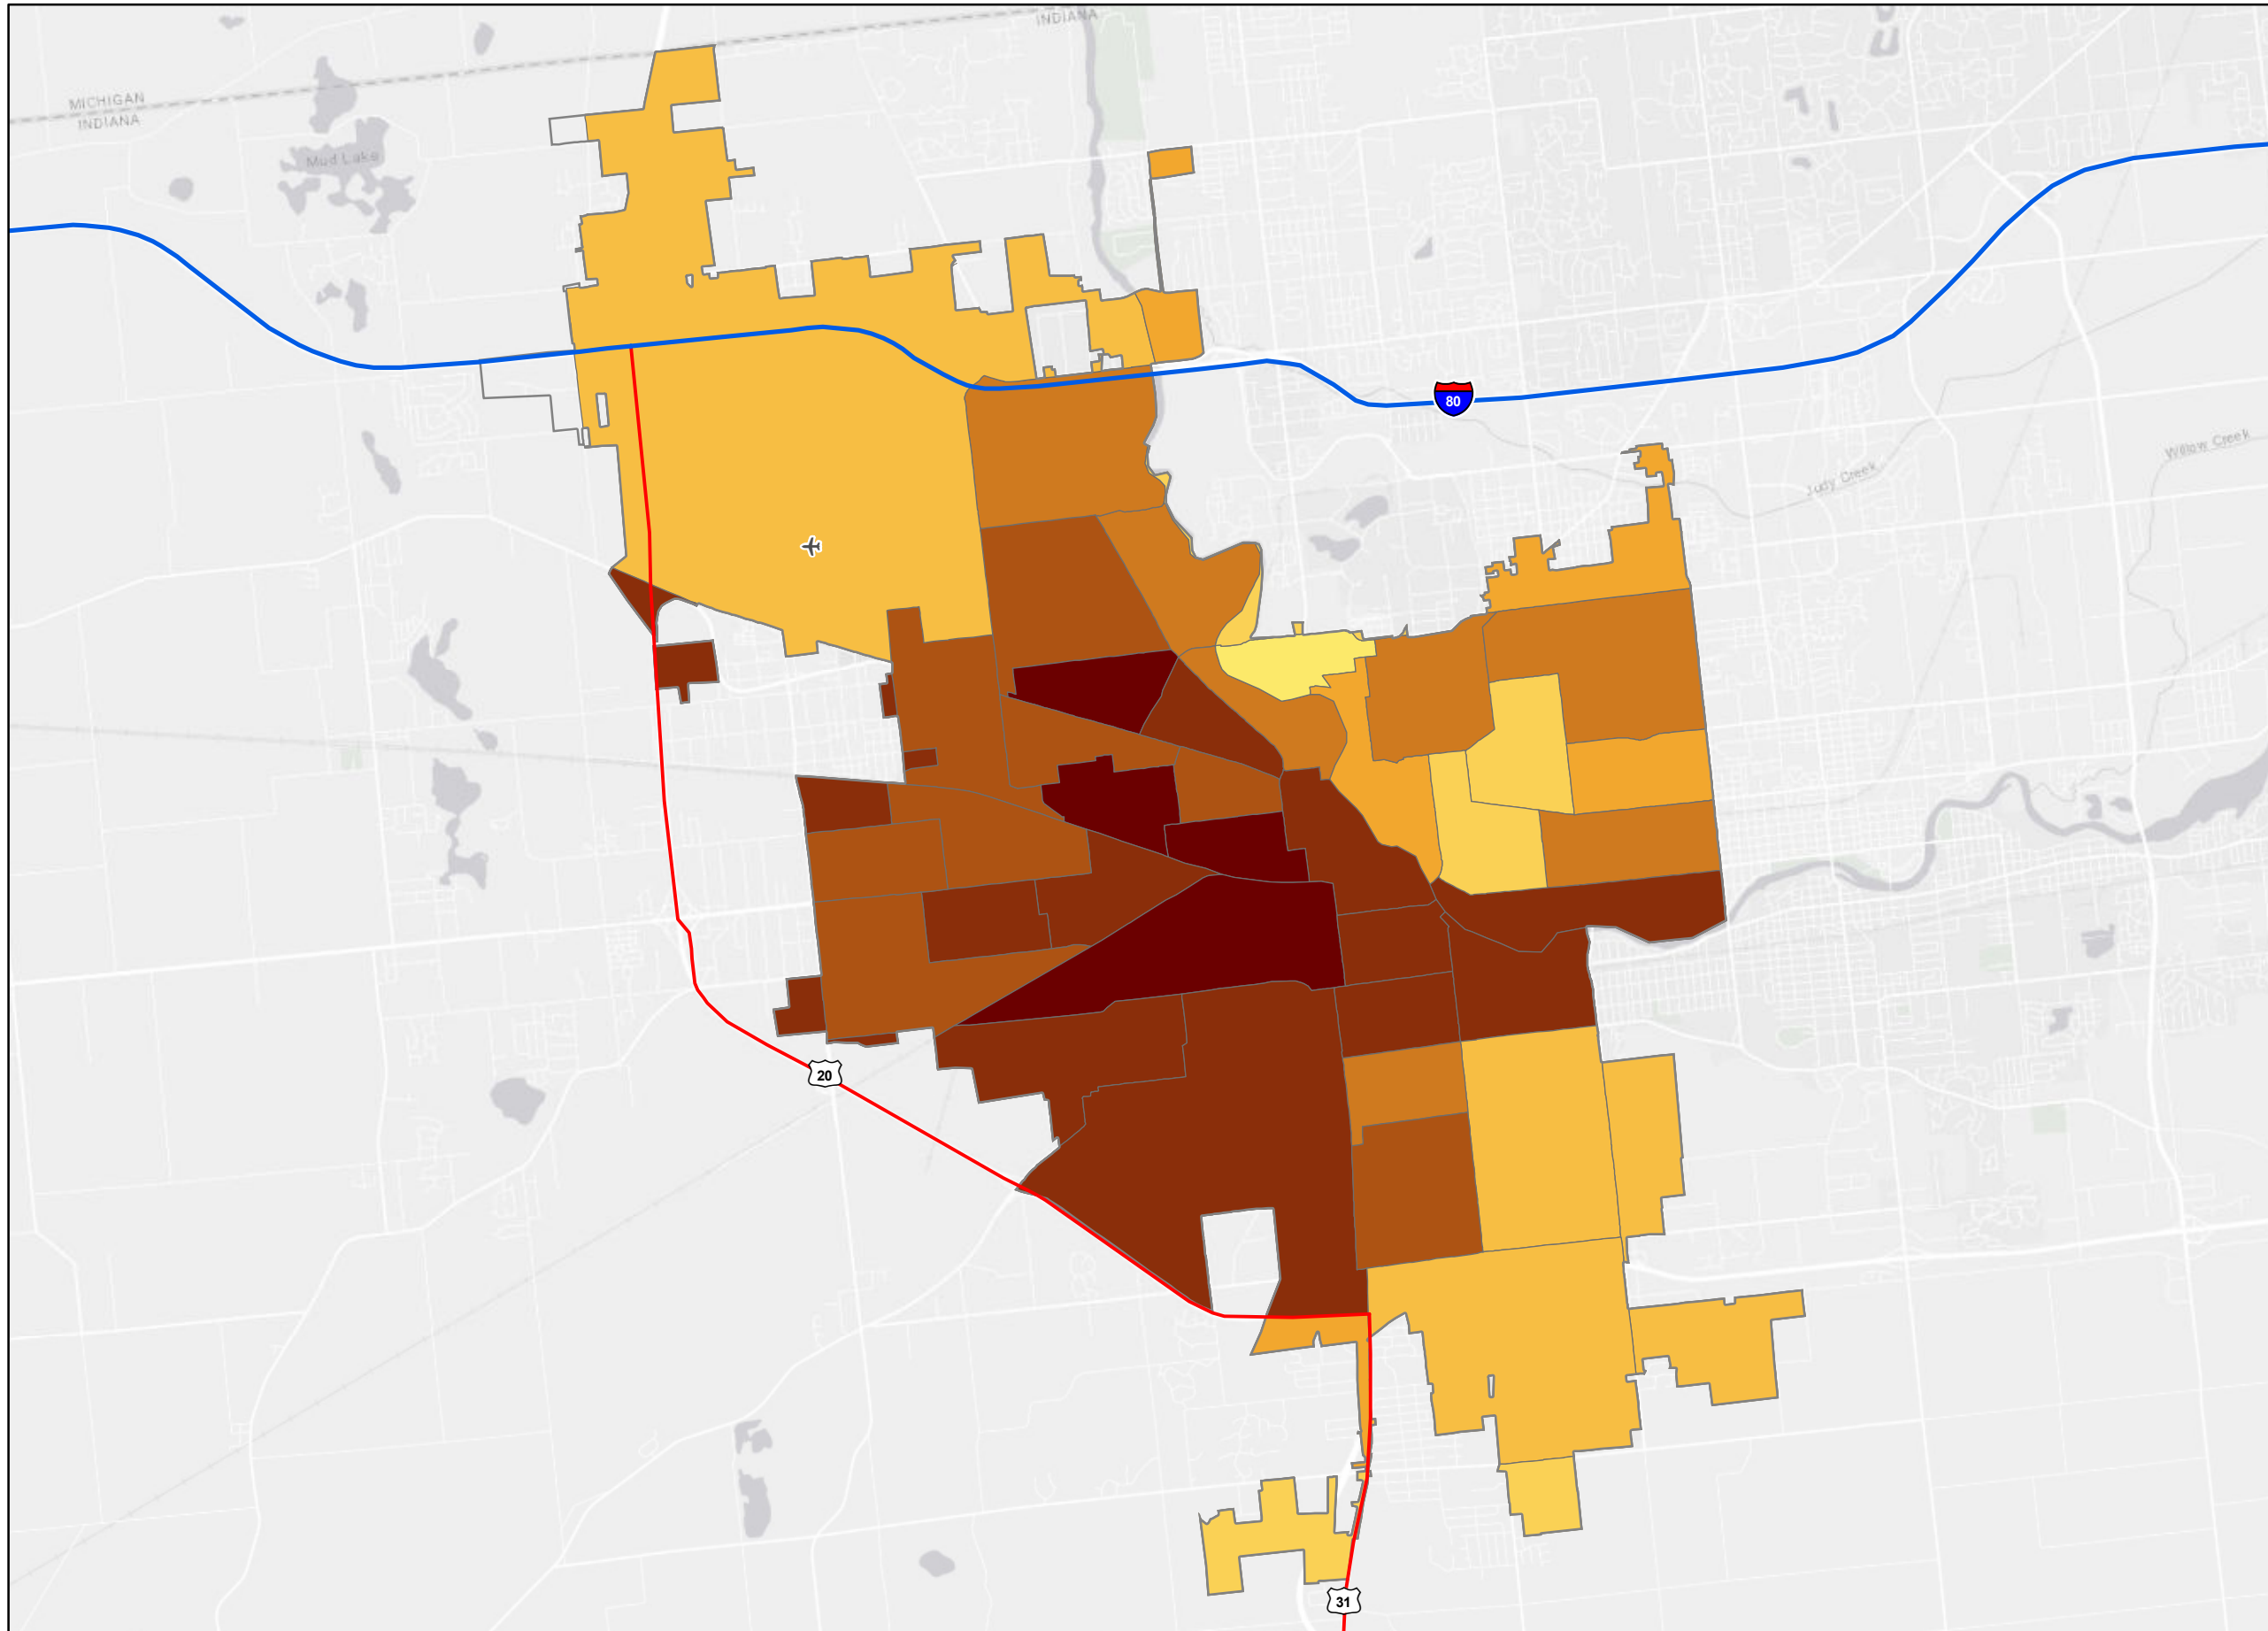 INDIANA
MICHIGAN
INDIANA
Mud Lake
80
Willow Creek
Judy Creek
20
31